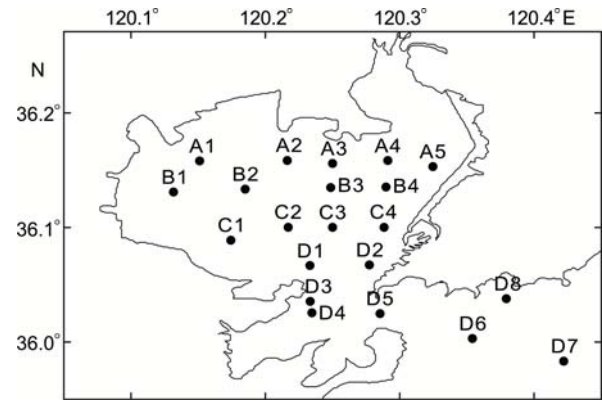 120.1° 120.2° 120.3° 120.4°E
N
36.2°
A1 A2 A3 A4 A5
B1 B2 B3 B4
36.1°
C1 C2 C3 C4
D1 D2
D3 D4 D5 D8
36.0°
D6
D7